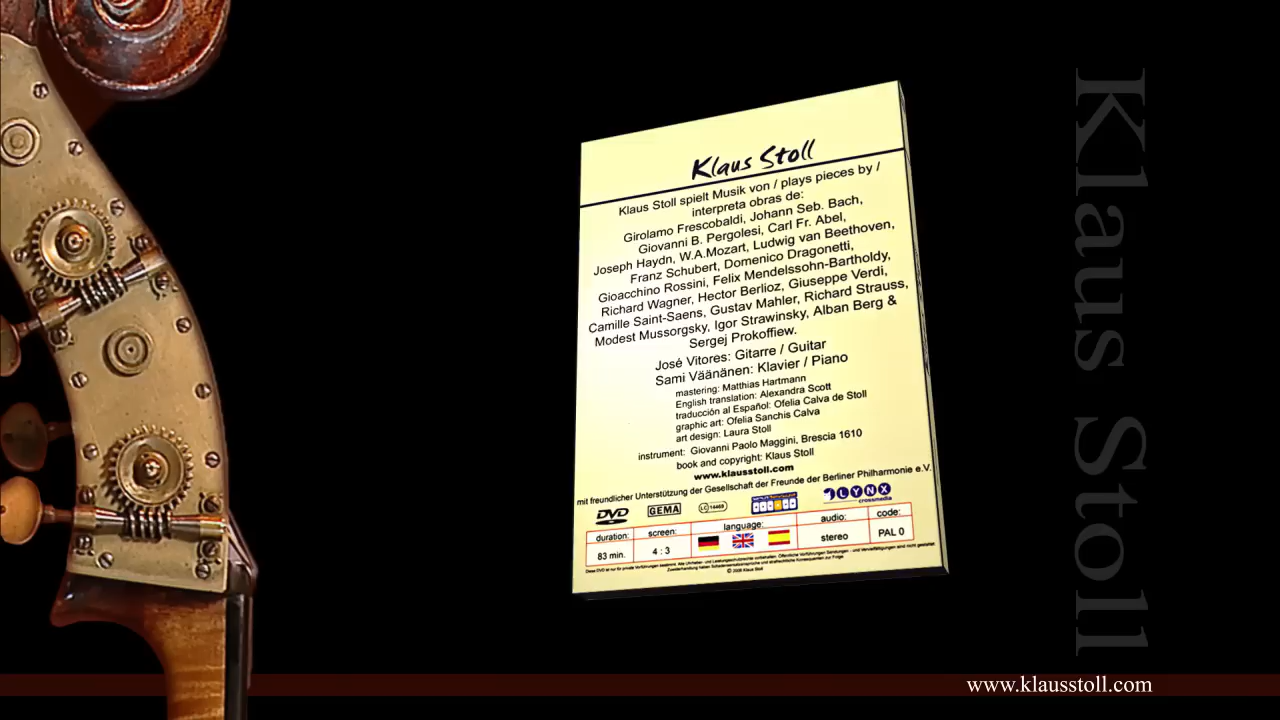 Klaus Stoll
Klaus Stoll spielt Musik von / plays pieces by /
interpreta obras de:
Girolamo Frescobaldi, Johann Seb. Bach,
Giovanni B. Pergolesi, Carl Fr. Abel,
Joseph Haydn, W.A.Mozart, Ludwig van Beethoven,
Franz Schubert, Domenico Dragonetti,
Gioacchino Rossini, Felix Mendelssohn-Bartholdy,
Richard Wagner, Hector Berlioz, Giuseppe Verdi,
Camille Saint-Saens, Gustav Mahler, Richard Strauss,
Modest Mussorgsky, Igor Strawinsky, Alban Berg &
Sergej Prokoffiew.
José Vitores: Gitarre / Guitar
Sami Väänänen: Klavier / Piano
mastering: Matthias Hartmann
English translation: Alexandra Scott
traducción al Español: Ofelia Calva de Stoll
graphic art: Ofelia Sanchis Calva
art design: Laura Stoll
instrument: Giovanni Paolo Maggini, Brescia 1610
book and copyright: Klaus Stoll
www.klausstoll.com
mit freundlicher Unterstützung der Gesellschaft der Freunde der Berliner Philharmonie e.V.
DVD GEMA LC 14469 LYNX
crossmedia
duration: screen: language: audio: code:
83 min. 4 : 3 stereo PAL 0
© 2008 Klaus Stoll
Klaus Stoll
www.klausstoll.com